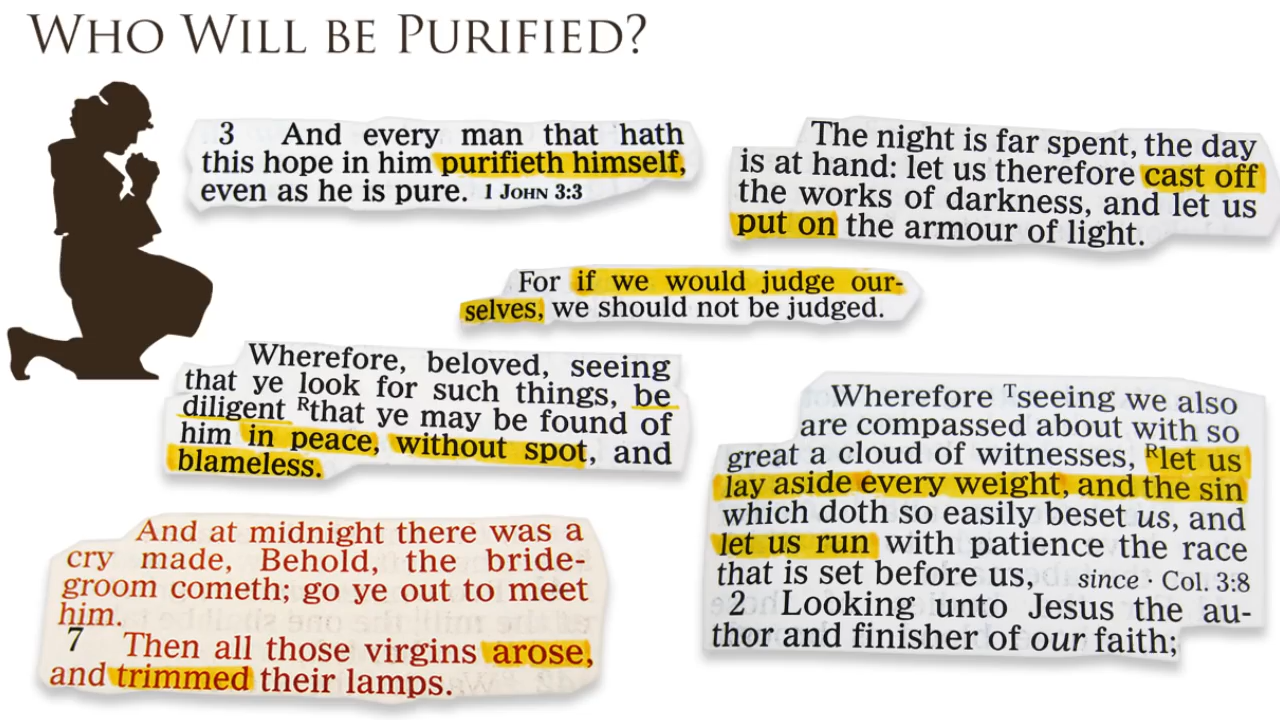 WHO WILL BE PURIFIED?
3 And every man that hath
this hope in him purifieth himself,
even as he is pure. 1 JOHN 3:3
The night is far spent, the day
is at hand: let us therefore cast off
the works of darkness, and let us
put on the armour of light.
For if we would judge our-
selves, we should not be judged.
Wherefore, beloved, seeing
that ye look for such things, be
diligent Rthat ye may be found of
him in peace, without spot, and
blameless.
Wherefore Tseeing we also
are compassed about with so
great a cloud of witnesses, Rlet us
lay aside every weight, and the sin
which doth so easily beset us, and
let us run with patience the race
that is set before us, since · Col. 3:8
2 Looking unto Jesus the au-
thor and finisher of our faith;
And at midnight there was a
cry made, Behold, the bride-
groom cometh; go ye out to meet
him.
7 Then all those virgins arose,
and trimmed their lamps.